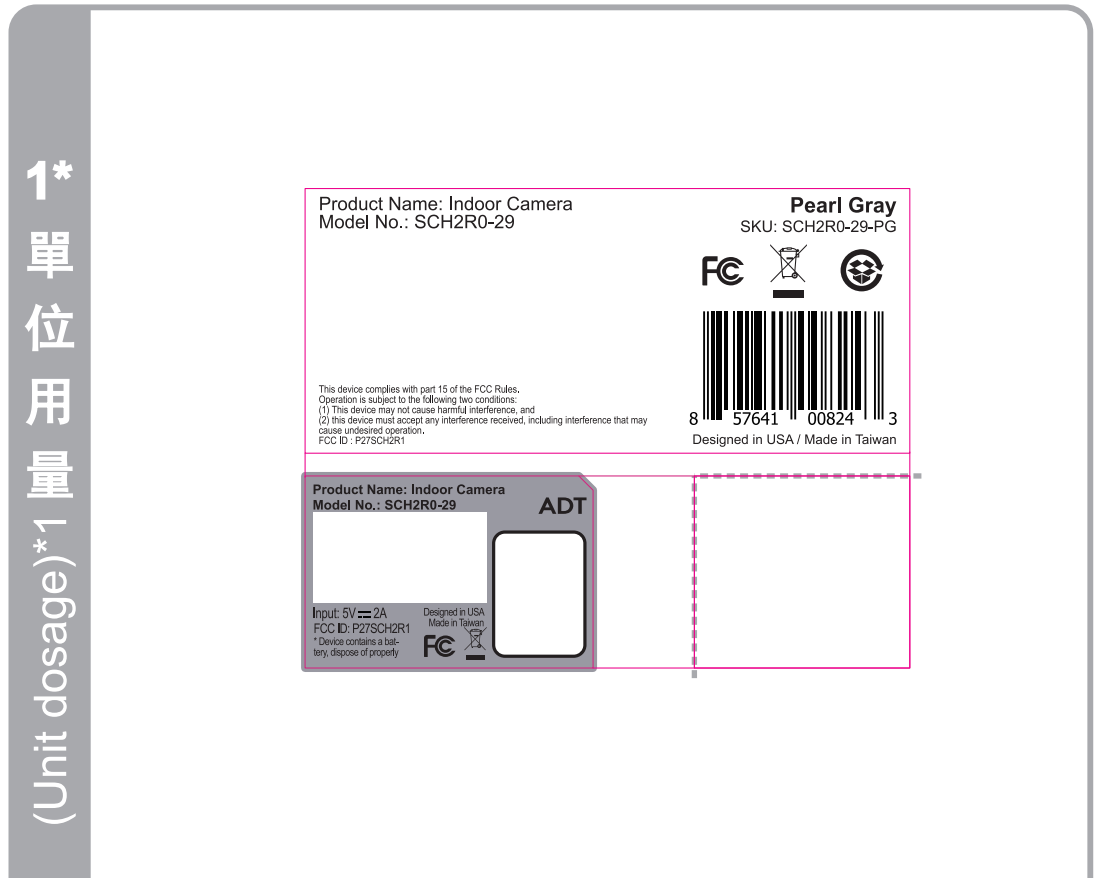 1*單位用量(Unit dosage)*1
Product Name: Indoor Camera
Model No.: SCH2R0-29
Pearl Gray
SKU: SCH2R0-29-PG
FC
This device complies with part 15 of the FCC Rules.
Operation is subject to the following two conditions:
(1) This device may not cause harmful interference, and
(2) this device must accept any interference received, including interference that may
cause undesired operation.
FCC ID : P27SCH2R1
8 57641 00824 3
Designed in USA / Made in Taiwan
Product Name: Indoor Camera
Model No.: SCH2R0-29
ADT
Input: 5V 2A
FCC ID: P27SCH2R1
* Device contains a bat-
tery, dispose of properly
Designed in USA
Made in Taiwan
FC